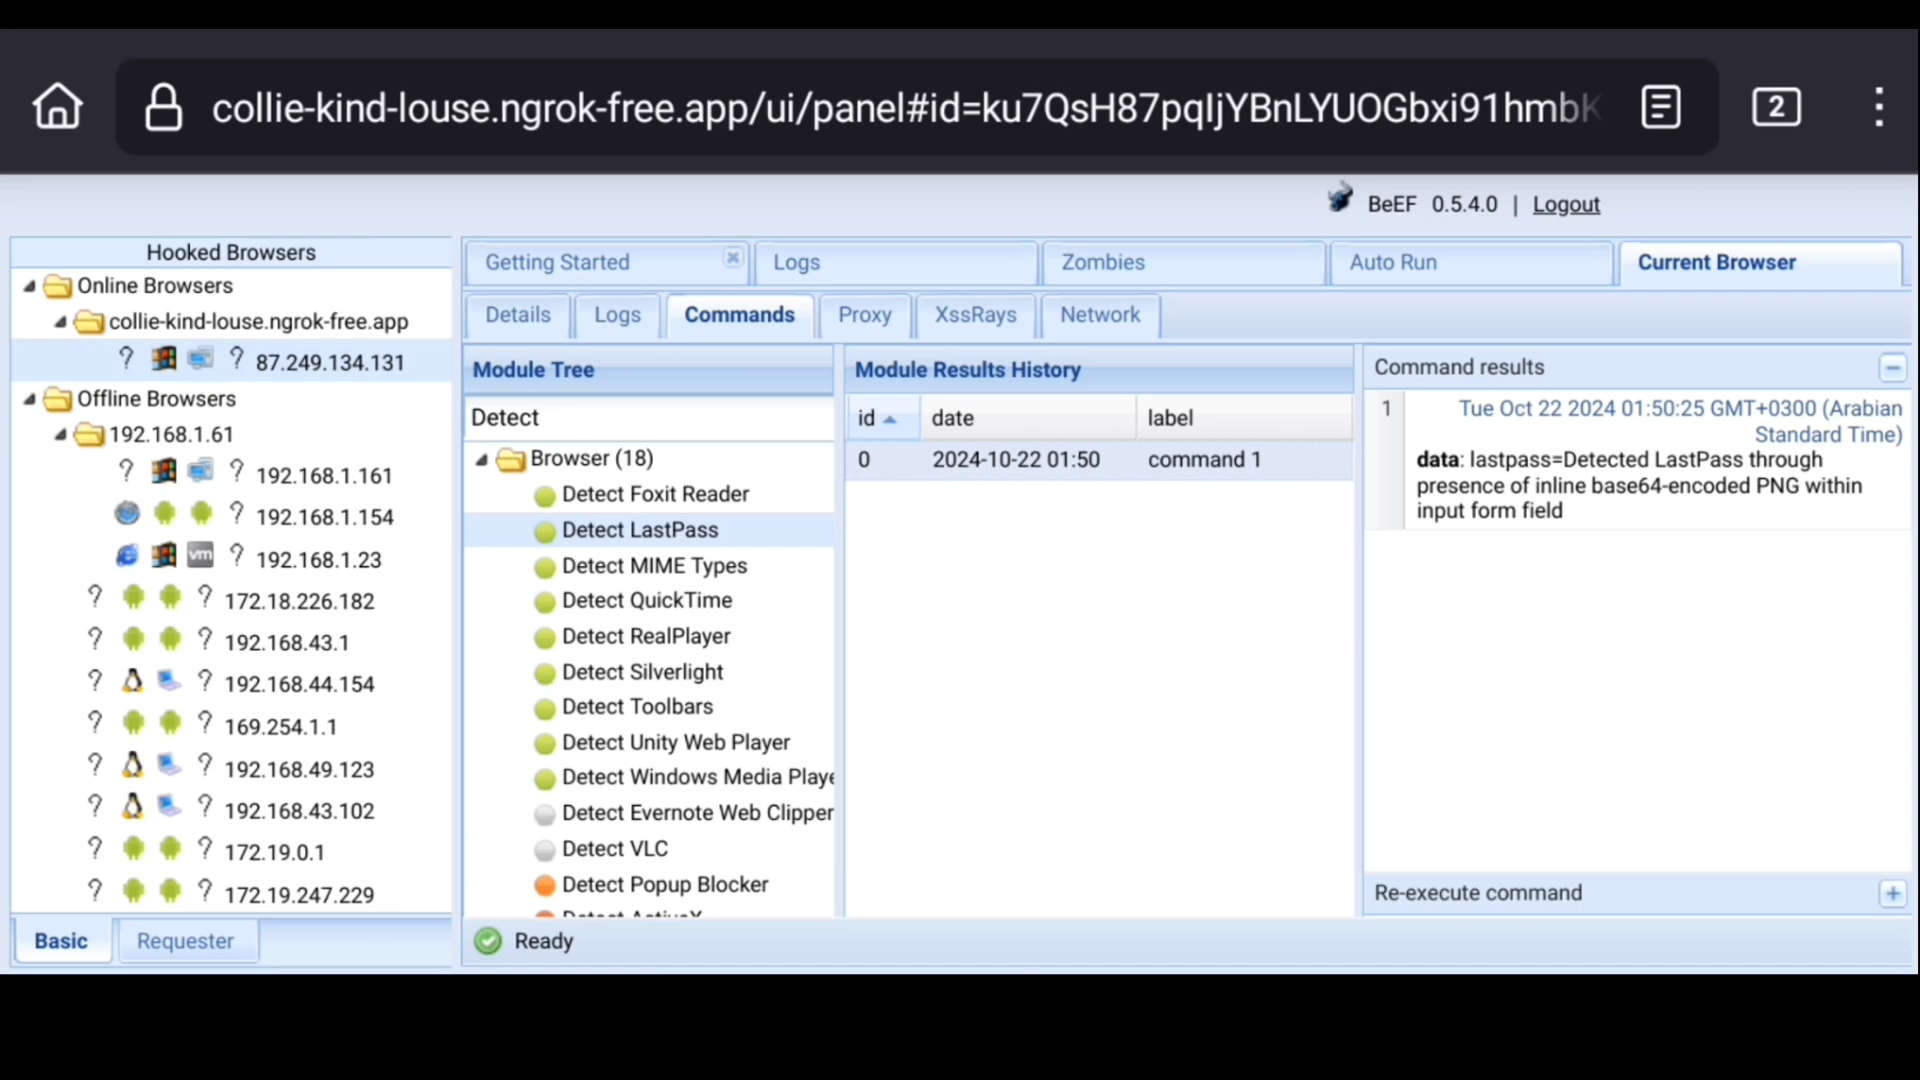 collie-kind-louse.ngrok-free.app/ui/panel#id=ku7QsH87pqIjYBnLYUOGbxi91hmbK
2
BeEF 0.5.4.0 | Logout
Hooked Browsers
Online Browsers
collie-kind-louse.ngrok-free.app
? ? 87.249.134.131
Offline Browsers
192.168.1.61
? ? 192.168.1.161
? 192.168.1.154
vm ? 192.168.1.23
? ? 172.18.226.182
? ? 192.168.43.1
? ? 192.168.44.154
? ? 169.254.1.1
? ? 192.168.49.123
? ? 192.168.43.102
? ? 172.19.0.1
? ? 172.19.247.229
Basic Requester
Getting Started Logs Zombies Auto Run Current Browser
Details Logs Commands Proxy XssRays Network
Module Tree
Detect
Browser (18)
Detect Foxit Reader
Detect LastPass
Detect MIME Types
Detect QuickTime
Detect RealPlayer
Detect Silverlight
Detect Toolbars
Detect Unity Web Player
Detect Windows Media Playe
Detect Evernote Web Clipper
Detect VLC
Detect Popup Blocker
Detect ActiveX
Module Results History
id date label
0 2024-10-22 01:50 command 1
Command results
1 Tue Oct 22 2024 01:50:25 GMT+0300 (Arabian
Standard Time)
data: lastpass=Detected LastPass through
presence of inline base64-encoded PNG within
input form field
Re-execute command
Ready